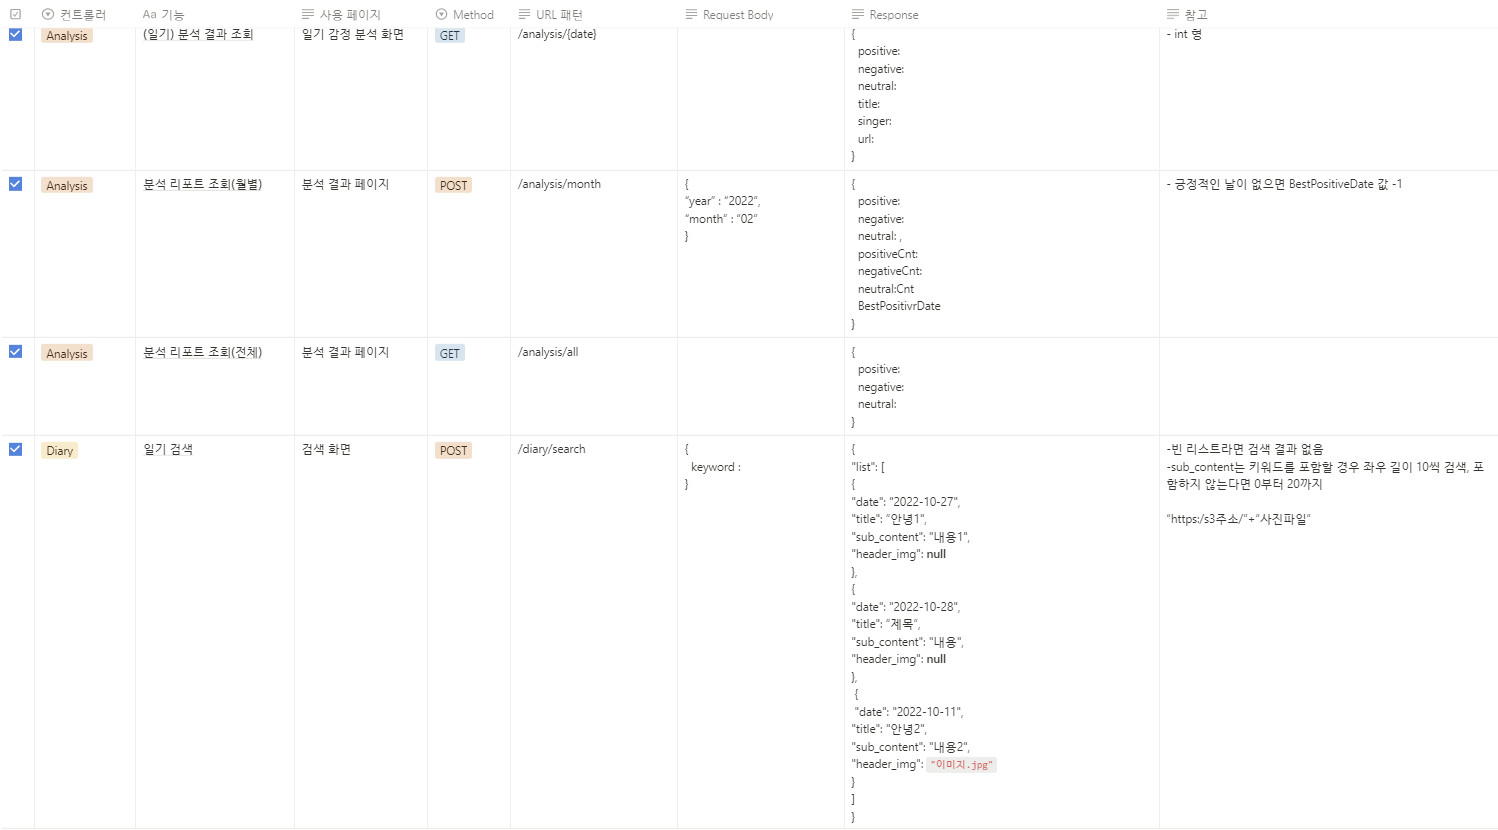 컨트롤러 Aa 기능 사용 페이지 Method URL 패턴 Request Body Response 참고
Analysis (일기) 분석 결과 조회 일기 감정 분석 화면 GET /analysis/{date} { - int 형
positive:
negative:
neutral:
title:
singer:
url:
}
Analysis 분석 리포트 조회(월별) 분석 결과 페이지 POST /analysis/month { { - 긍정적인 날이 없으면 BestPositiveDate 값 -1
“year” : “2022”, positive:
“month” : “02” negative:
} neutral: ,
positiveCnt:
negativeCnt:
neutral:Cnt
BestPositivrDate
}
Analysis 분석 리포트 조회(전체) 분석 결과 페이지 GET /analysis/all {
positive:
negative:
neutral:
}
Diary 일기 검색 검색 화면 POST /diary/search { { -빈 리스트라면 검색 결과 없음
keyword : "list": [ -sub_content는 키워드를 포함할 경우 좌우 길이 10씩 검색, 포
} { 함하지 않는다면 0부터 20까지
"date": "2022-10-27",
"title": "안녕1", “https:/s3주소/”+”사진파일”
"sub_content": "내용1",
"header_img": null
},
{
"date": "2022-10-28",
"title": "제목",
"sub_content": "내용",
"header_img": null
},
{
"date": "2022-10-11",
"title": "안녕2",
"sub_content": "내용2",
"header_img": "이미지.jpg"
}
]
}